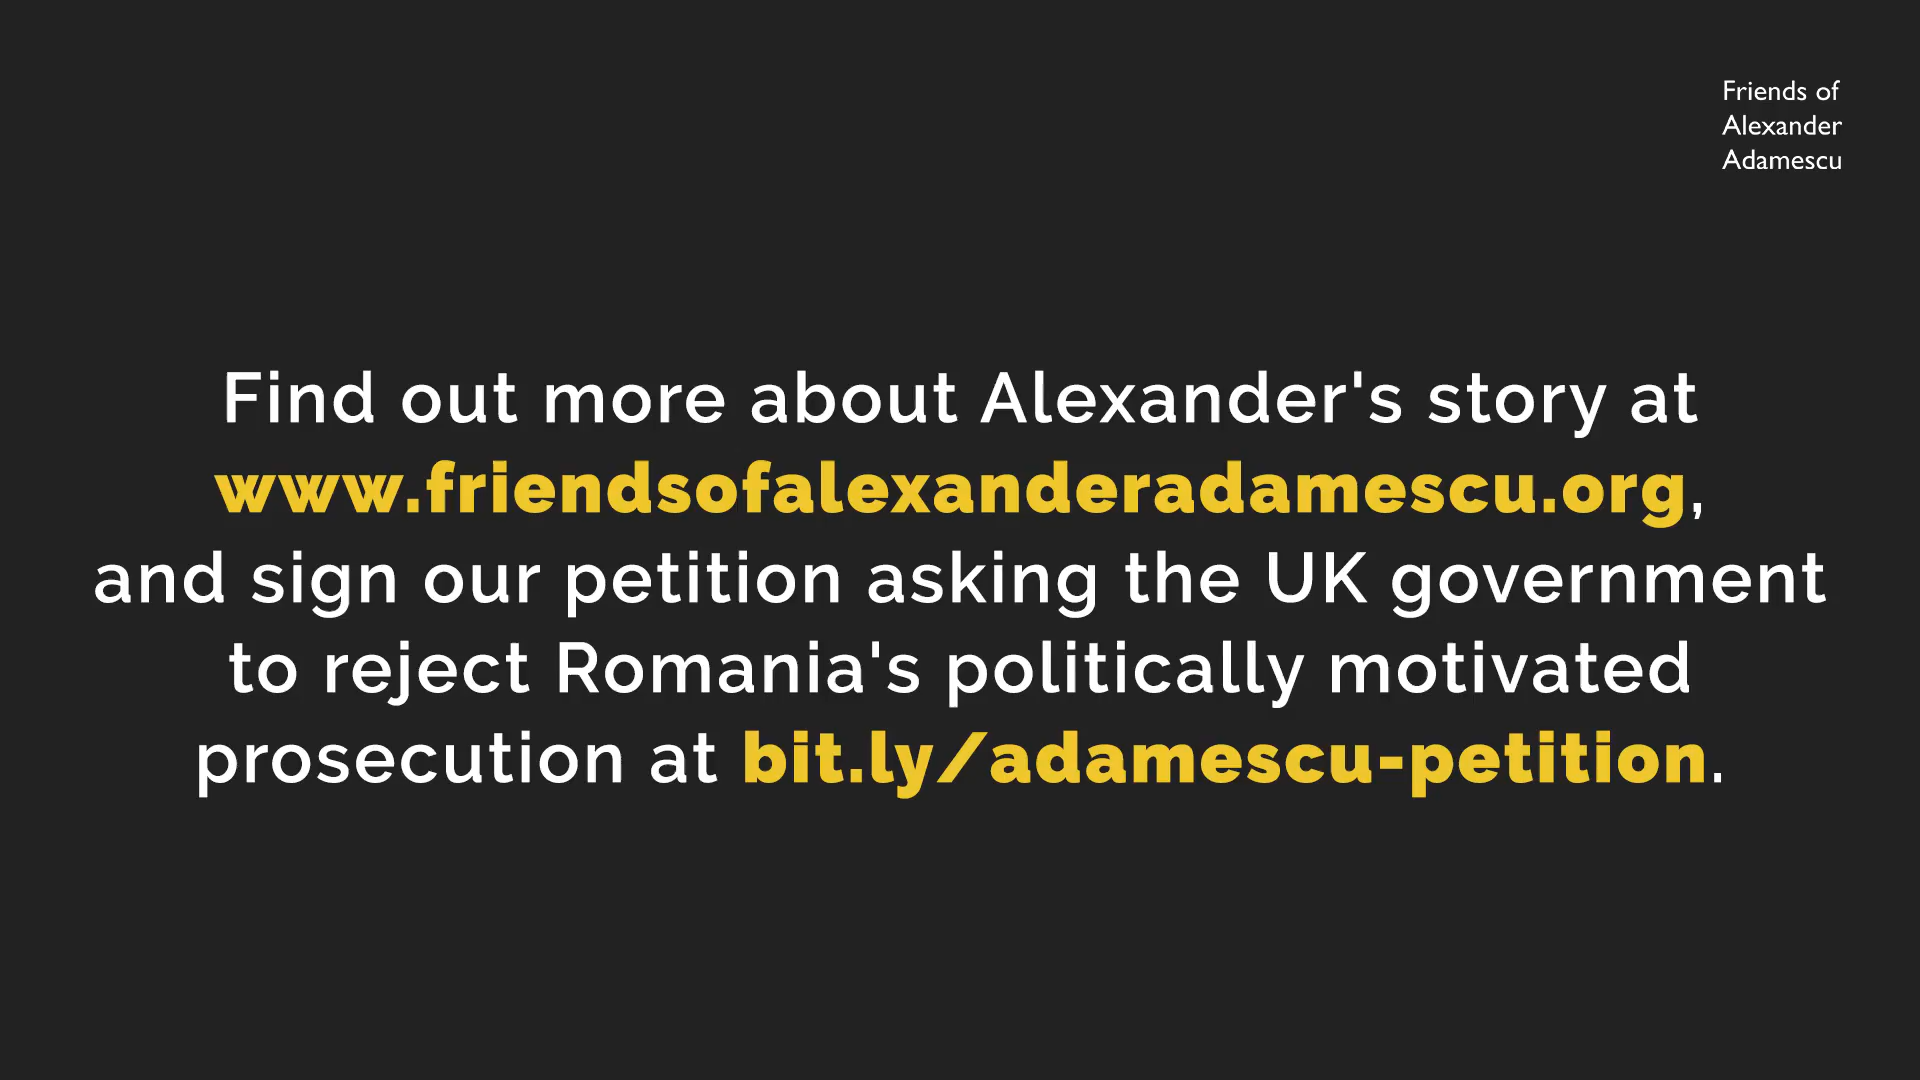 Friends of
Alexander
Adamescu
Find out more about Alexander's story at
www.friendsofalexanderadamescu.org,
and sign our petition asking the UK government
to reject Romania's politically motivated
prosecution at bit.ly/adamescu-petition.